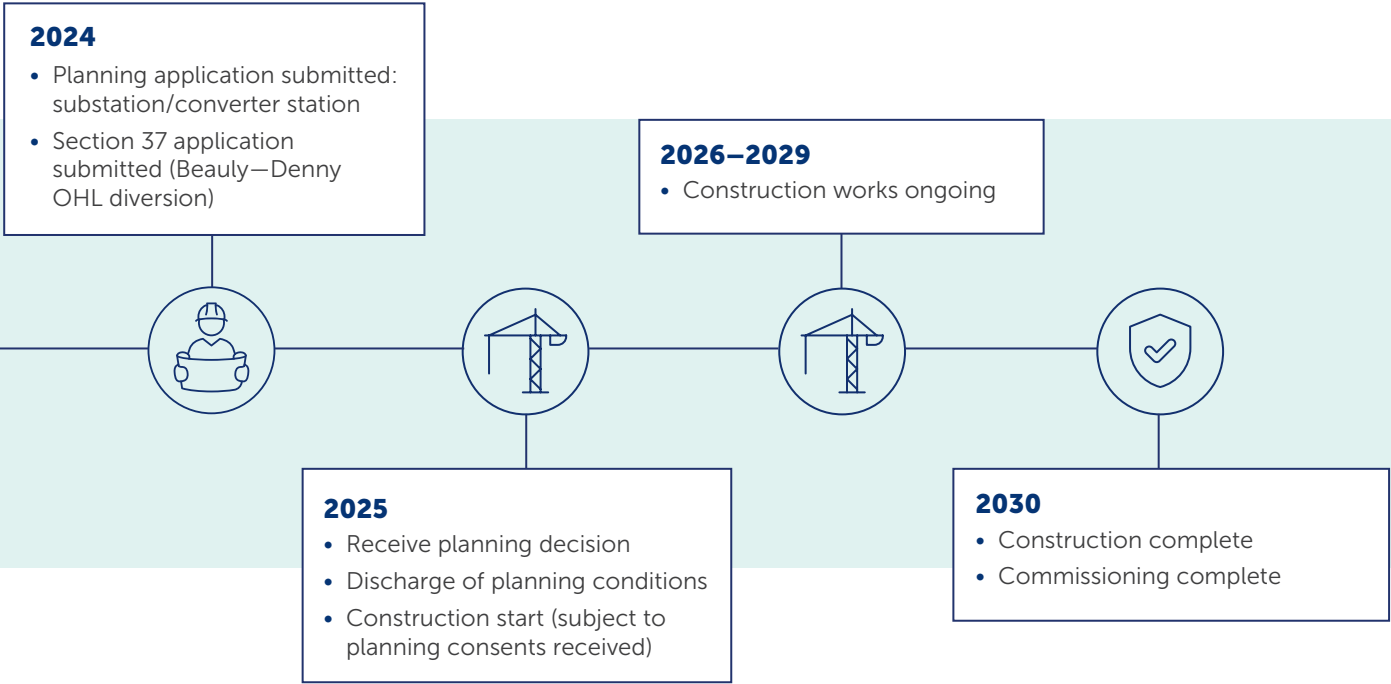 2024
• Planning application submitted:
substation/converter station
• Section 37 application
submitted (Beauly—Denny
OHL diversion)
2025
• Receive planning decision
• Discharge of planning conditions
• Construction start (subject to
planning consents received)
2026–2029
• Construction works ongoing
2030
• Construction complete
• Commissioning complete